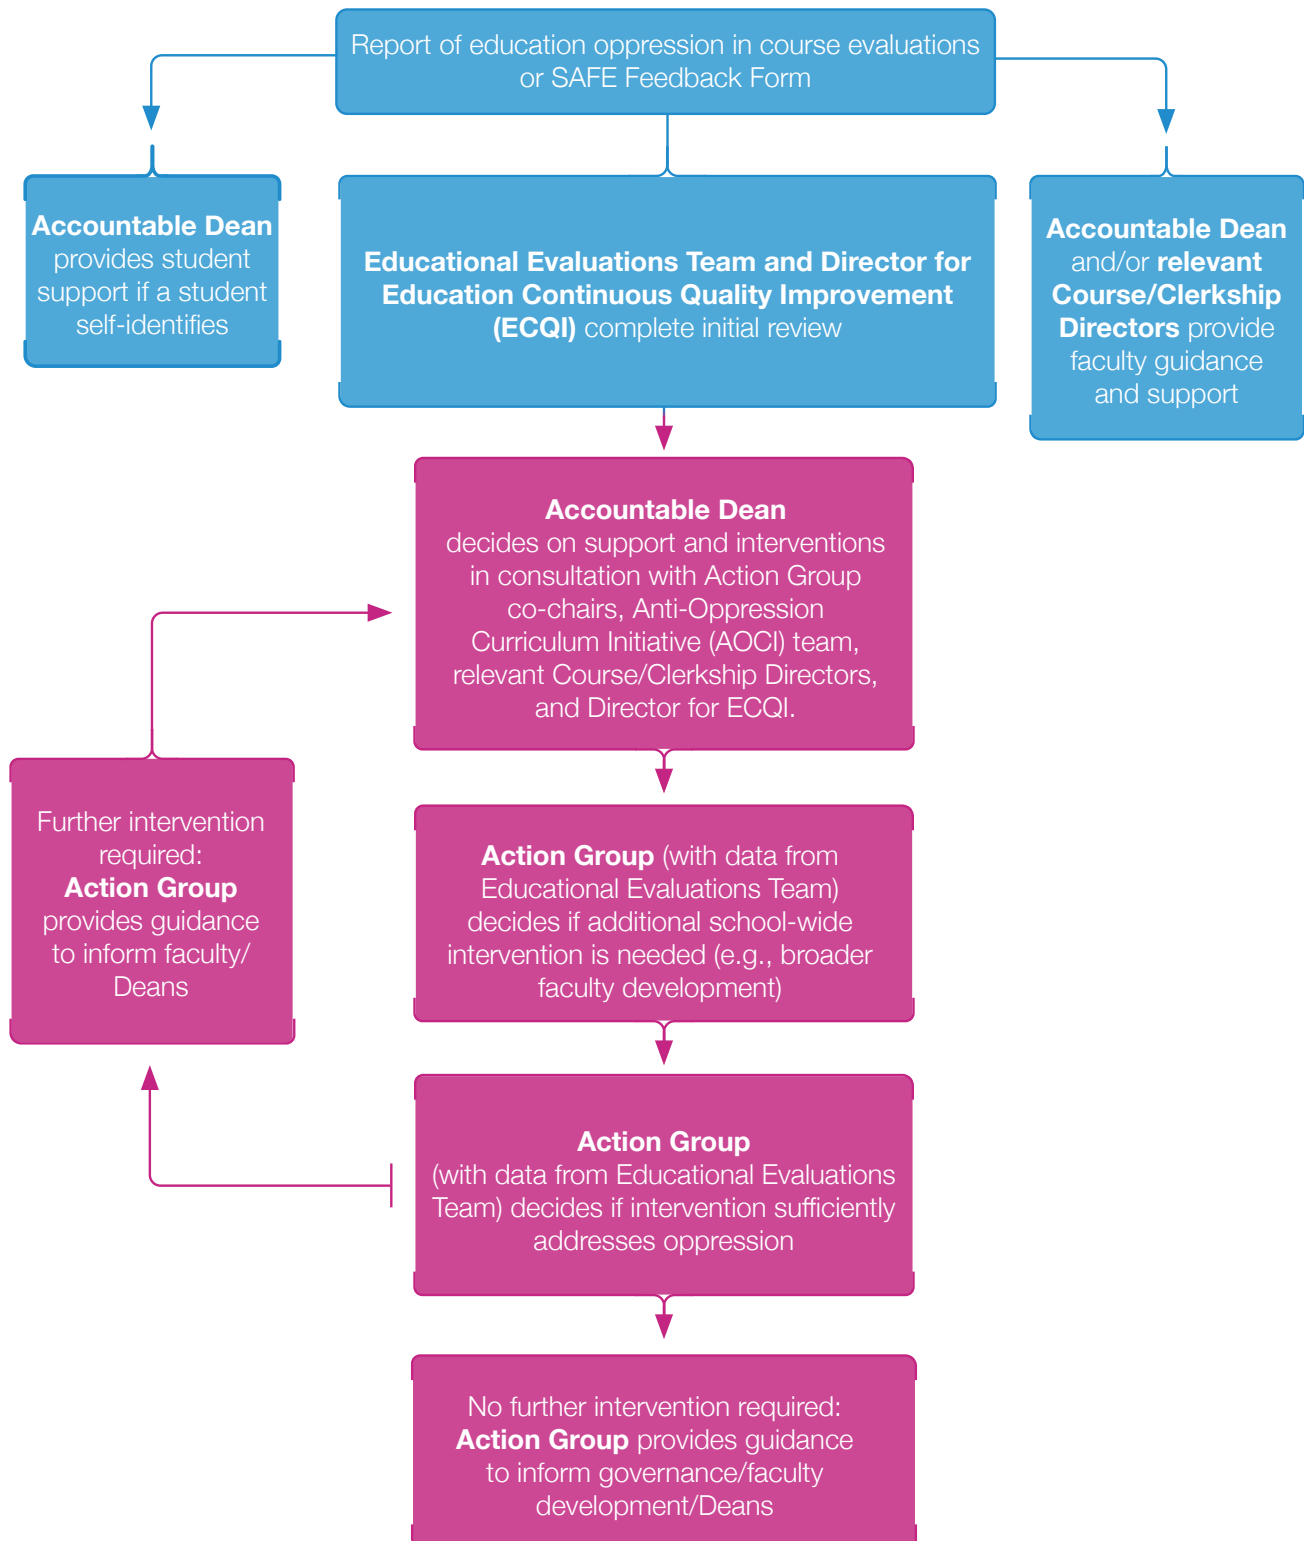 Report of education oppression in course evaluations
or SAFE Feedback Form
Accountable Dean
provides student
support if a student
self-identifies
Educational Evaluations Team and Director for
Education Continuous Quality Improvement
(ECQI) complete initial review
Accountable Dean
and/or relevant
Course/Clerkship
Directors provide
faculty guidance
and support
Accountable Dean
decides on support and interventions
in consultation with Action Group
co-chairs, Anti-Oppression
Curriculum Initiative (AOCI) team,
relevant Course/Clerkship Directors,
and Director for ECQI.
Further intervention
required:
Action Group
provides guidance
to inform faculty/
Deans
Action Group (with data from
Educational Evaluations Team)
decides if additional school-wide
intervention is needed (e.g., broader
faculty development)
Action Group
(with data from Educational Evaluations
Team) decides if intervention sufficiently
addresses oppression
No further intervention required:
Action Group provides guidance
to inform governance/faculty
development/Deans